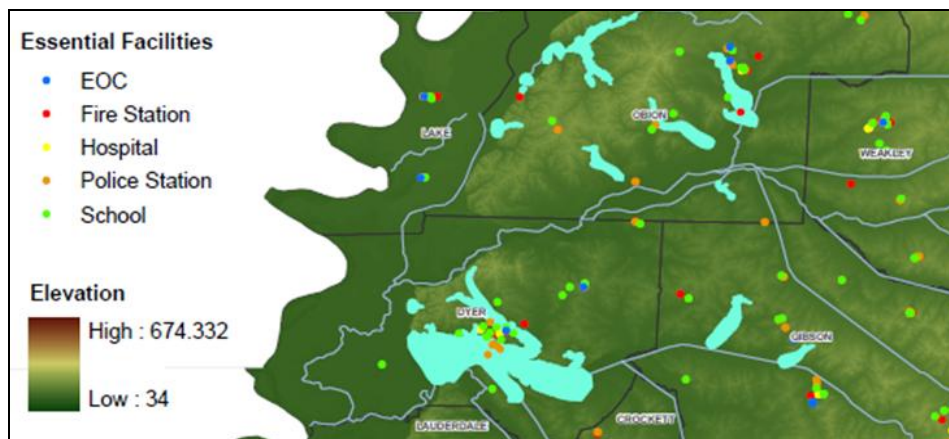 Essential Facilities
EOC
Fire Station
Hospital
Police Station
School
Elevation
High : 674.332
Low : 34
LAKE
OBION
WEAKLEY
DYER
GIBSON
LAUDERDALE
CROCKETT